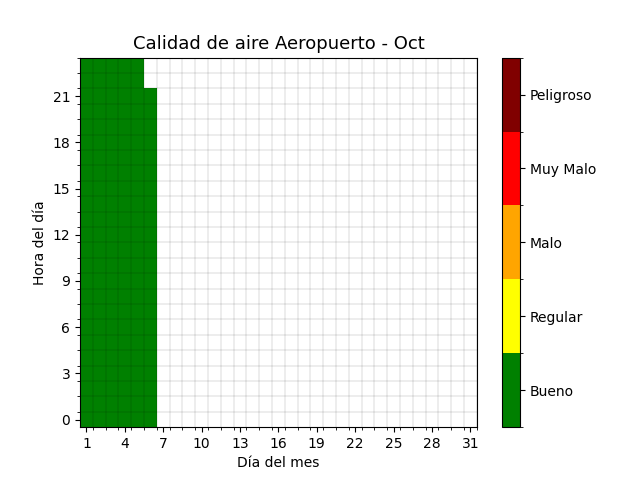 Calidad de aire Aeropuerto - Oct
Hora del día
21
18
15
12
9
6
3
0
1 4 7 10 13 16 19 22 25 28 31
Día del mes
Peligroso
Muy Malo
Malo
Regular
Bueno